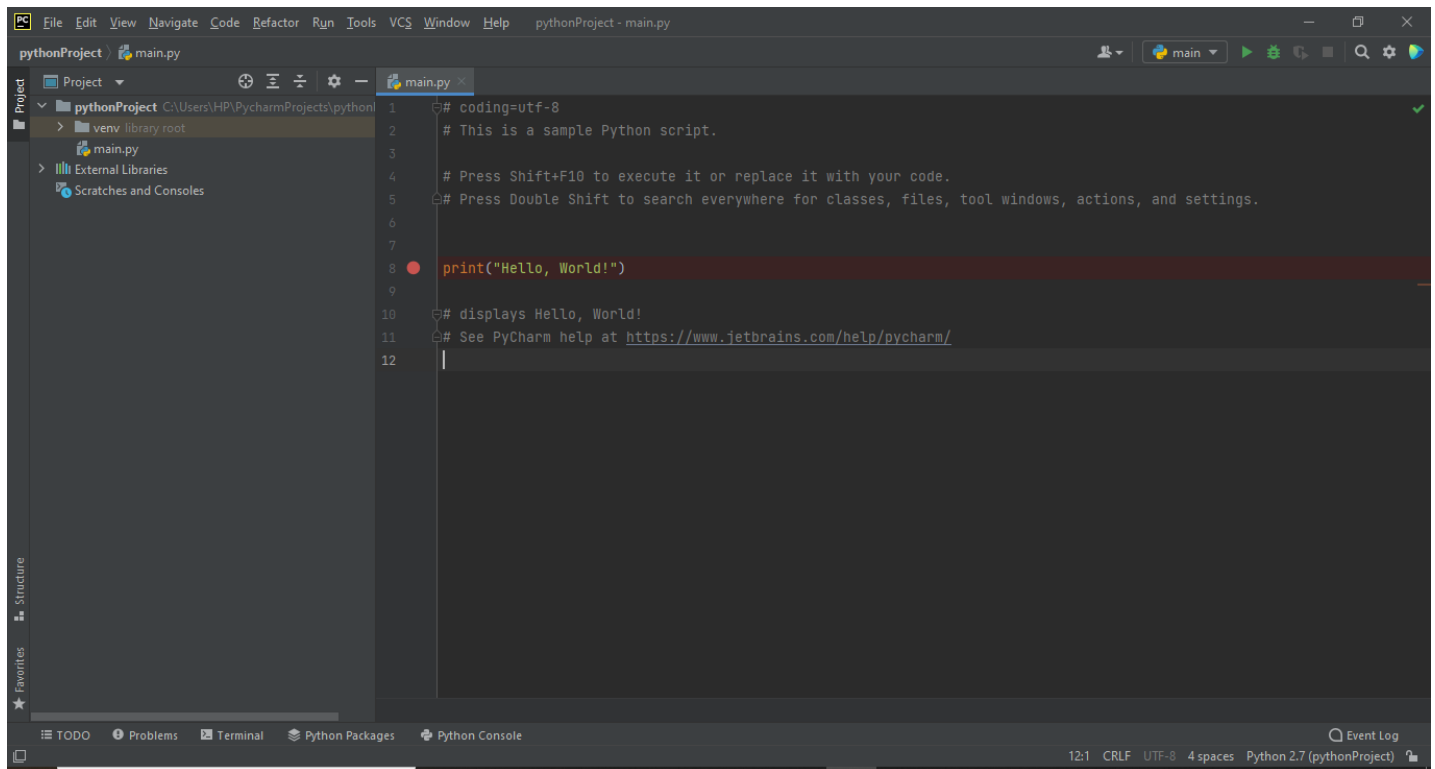 PC File Edit View Navigate Code Refactor Run Tools VCS Window Help pythonProject - main.py
pythonProject main.py main
Project main.py
Project
pythonProject C:\Users\HP\PycharmProjects\pythonl
venv library root
main.py
External Libraries
Scratches and Consoles
1 # coding=utf-8
2 # This is a sample Python script.
3
4 # Press Shift+F10 to execute it or replace it with your code.
5 # Press Double Shift to search everywhere for classes, files, tool windows, actions, and settings.
6
7
8 print("Hello, World!")
9
10 # displays Hello, World!
11 # See PyCharm help at https://www.jetbrains.com/help/pycharm/
12
Structure
Favorites
TODO Problems Terminal Python Packages Python Console Event Log
12:1 CRLF UTF-8 4 spaces Python 2.7 (pythonProject)